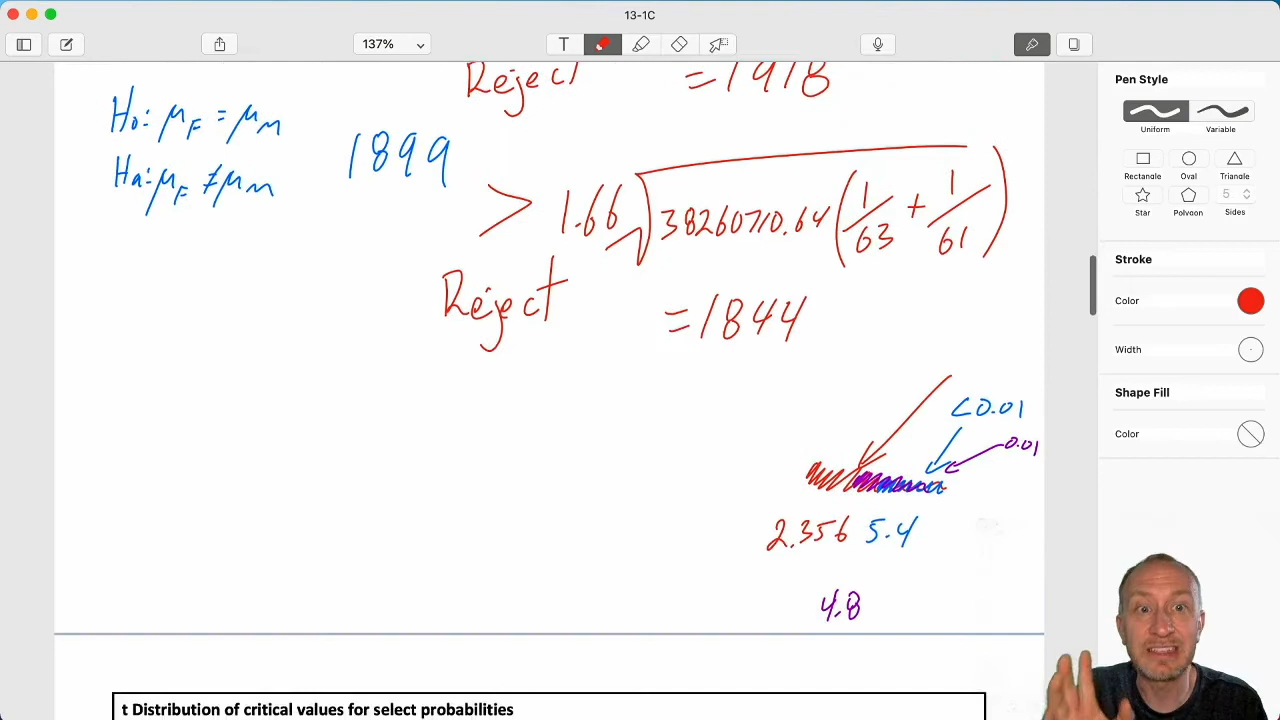 13-1C
137%
T
Reject =1918
H0: μF = μM
Ha: μF ≠ μM
1899
> 1.66 √38260710.64 (1/63 + 1/61)
Reject
=1844
<0.01
0.01
2.356 5.4
4.8
t Distribution of critical values for select probabilities
Pen Style
Uniform Variable
Rectangle Oval Triangle
Star Polygon 5 Sides
Stroke
Color
Width
Shape Fill
Color